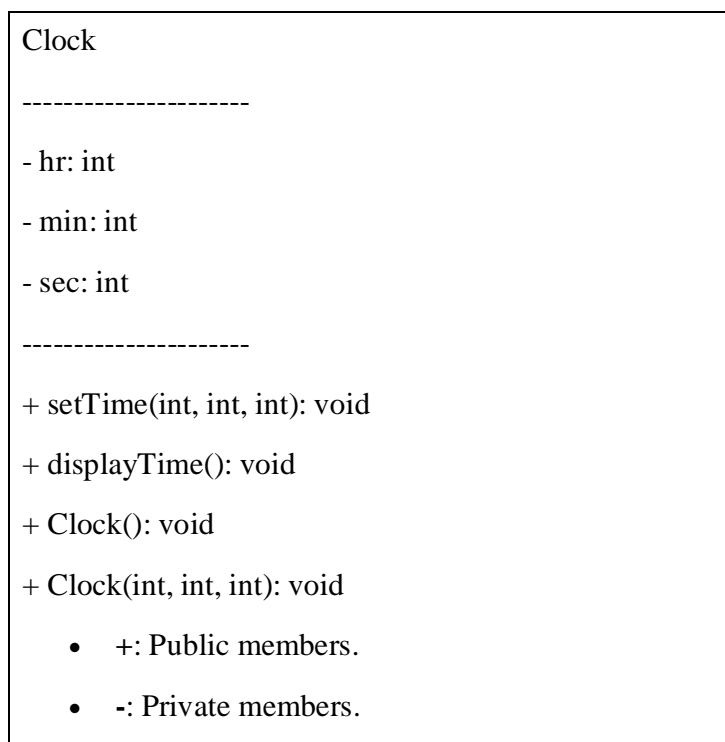 Clock
----------------------
- hr: int
- min: int
- sec: int
----------------------
+ setTime(int, int, int): void
+ displayTime(): void
+ Clock(): void
+ Clock(int, int, int): void
• +: Public members.
• -: Private members.